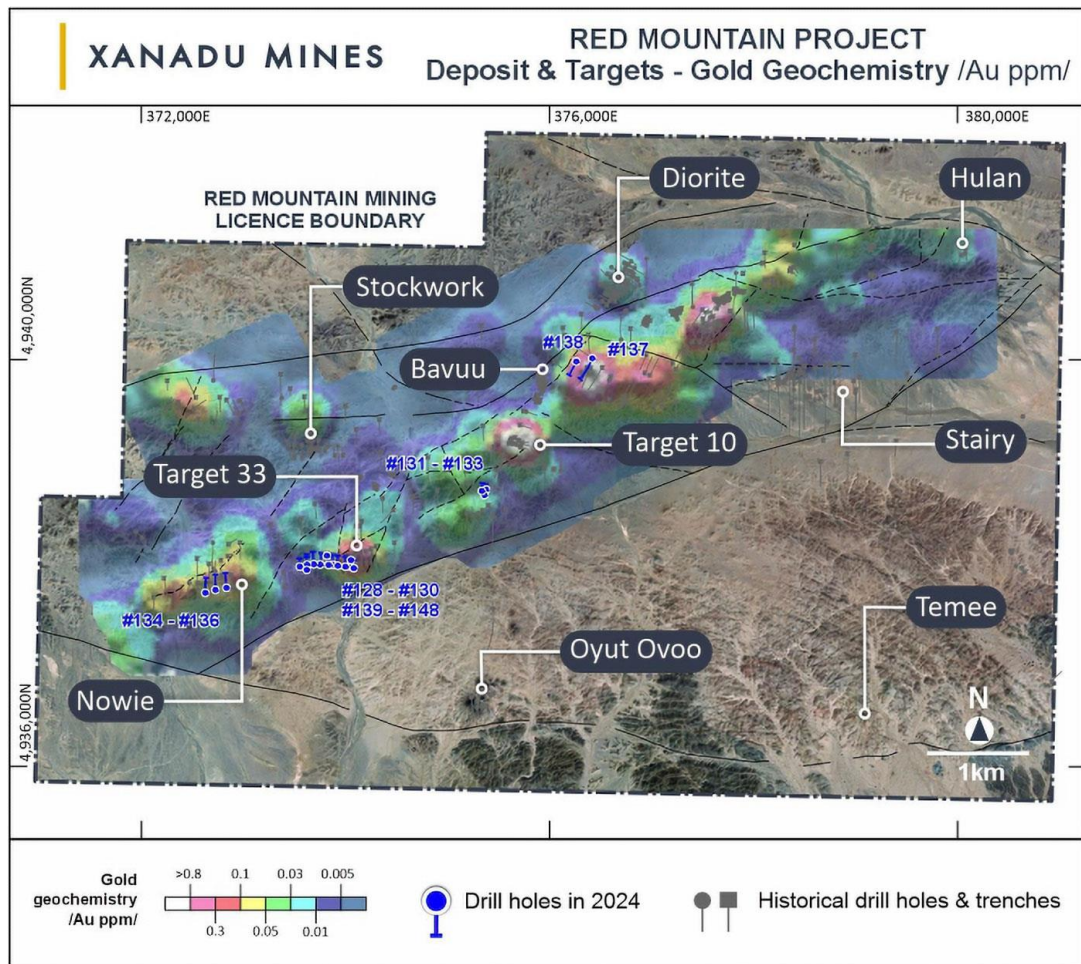 XANADU MINES
RED MOUNTAIN PROJECT
Deposit & Targets - Gold Geochemistry /Au ppm/
372,000E
376,000E
380,000E
Diorite
Hulan
RED MOUNTAIN MINING
LICENCE BOUNDARY
Stockwork
4,940,000N
#138
#137
Bavuu
Target 10
Stairy
#131 - #133
Target 33
#128 - #130
#139 - #148
#134 - #136
Temee
Oyut Ovoo
Nowie
4,936,000N
N
1km
Gold
geochemistry
/Au ppm/
>0.8
0.1
0.03
0.005
0.3
0.05
0.01
Drill holes in 2024
Historical drill holes & trenches